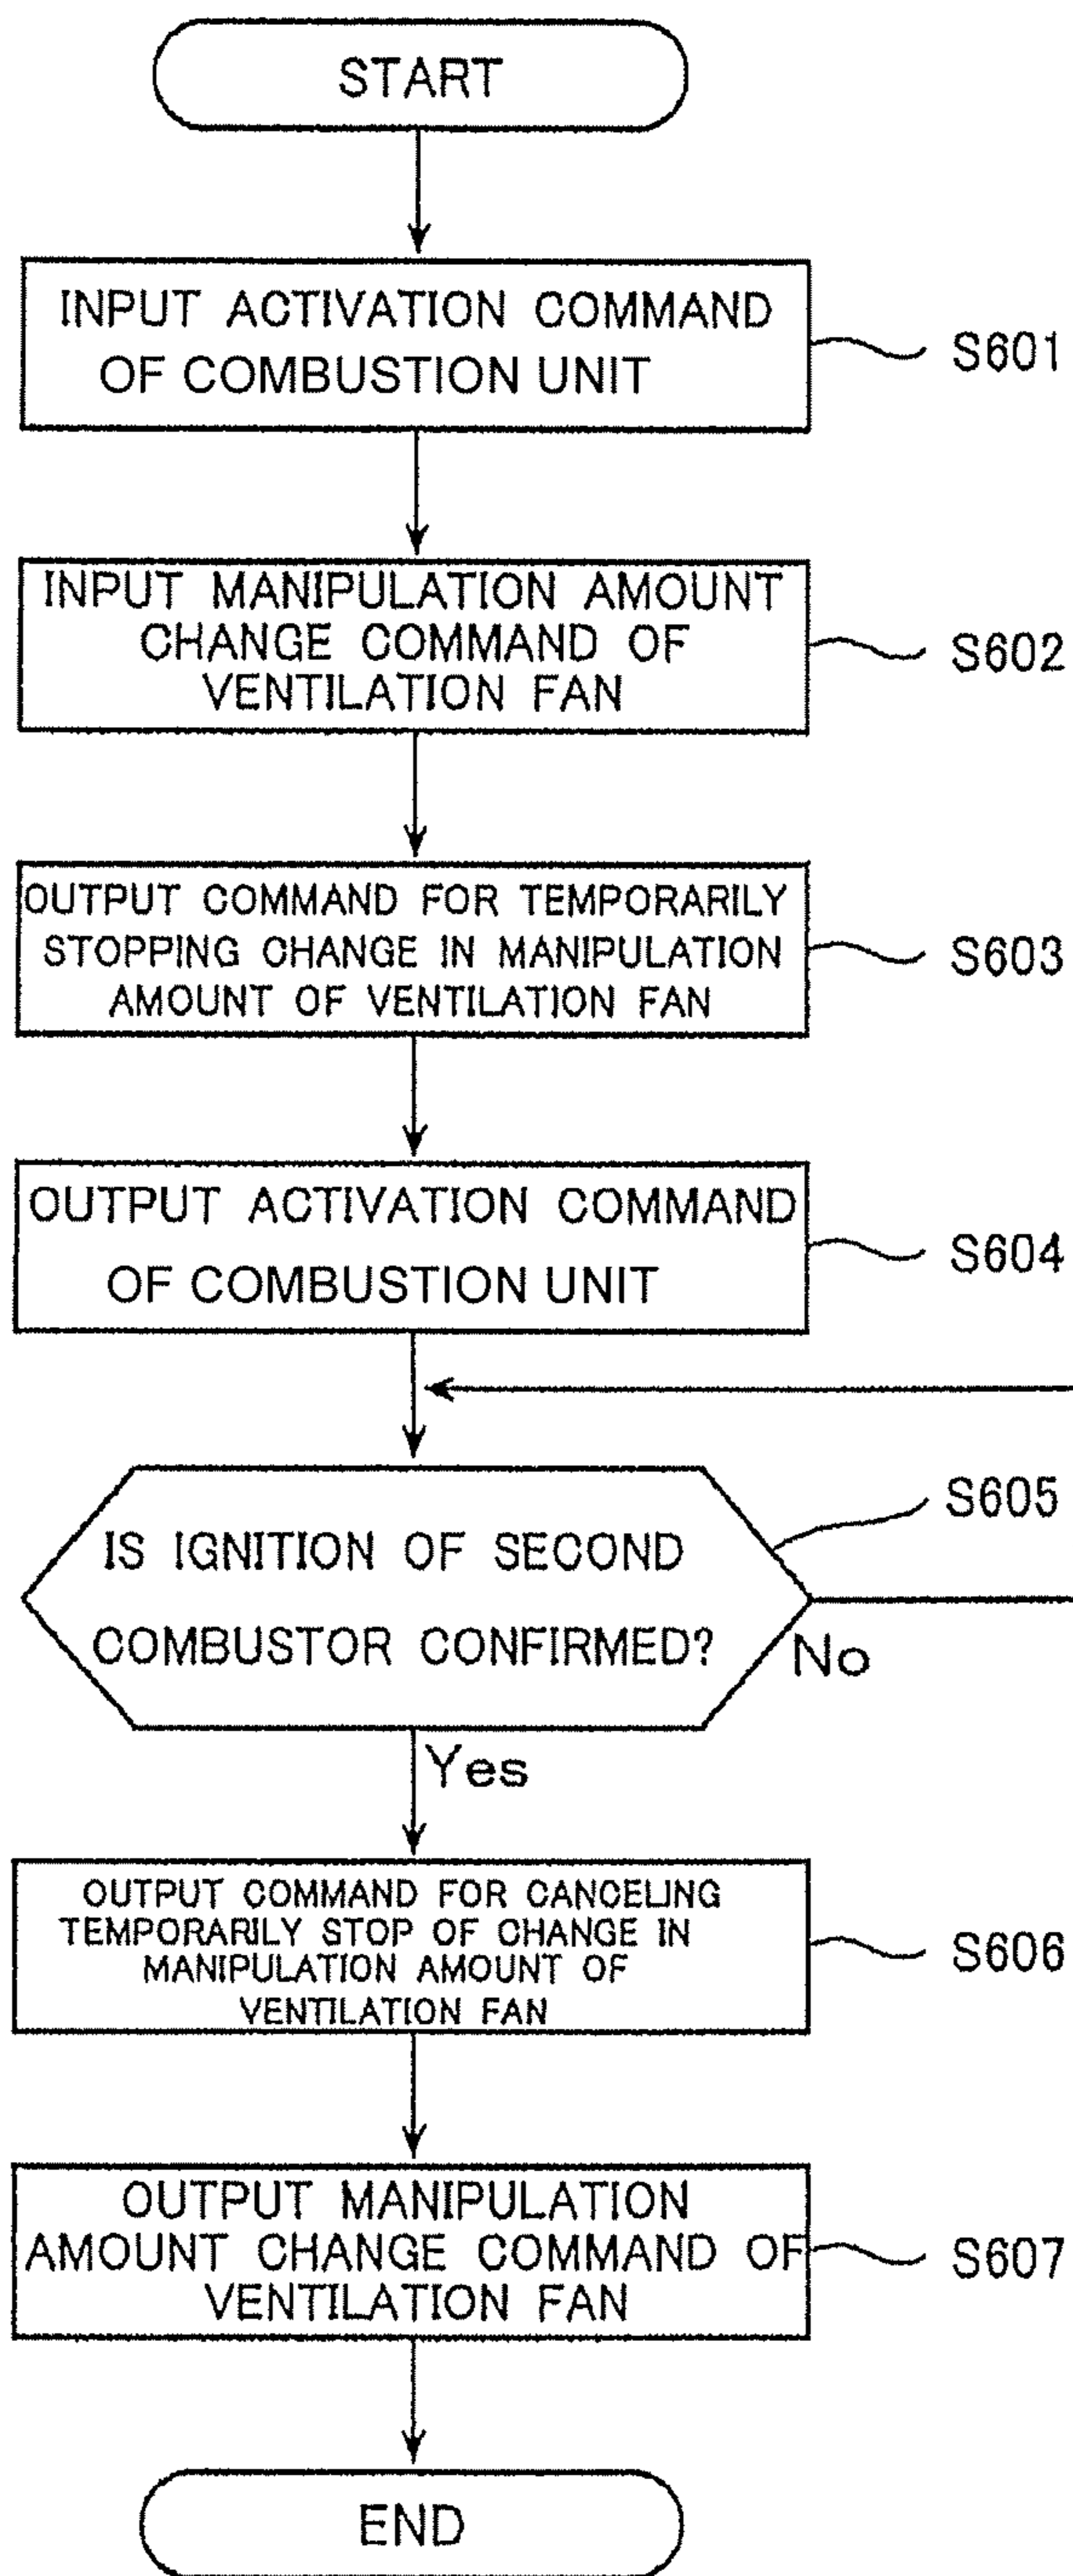 START
INPUT ACTIVATION COMMAND
OF COMBUSTION UNIT
S601
INPUT MANIPULATION AMOUNT
CHANGE COMMAND OF
VENTILATION FAN
S602
OUTPUT COMMAND FOR TEMPORARILY
STOPPING CHANGE IN MANIPULATION
AMOUNT OF VENTILATION FAN
S603
OUTPUT ACTIVATION COMMAND
OF COMBUSTION UNIT
S604
IS IGNITION OF SECOND
COMBUSTOR CONFIRMED?
S605
No
Yes
OUTPUT COMMAND FOR CANCELING
TEMPORARILY STOP OF CHANGE IN
MANIPULATION AMOUNT OF
VENTILATION FAN
S606
OUTPUT MANIPULATION
AMOUNT CHANGE COMMAND OF
VENTILATION FAN
S607
END